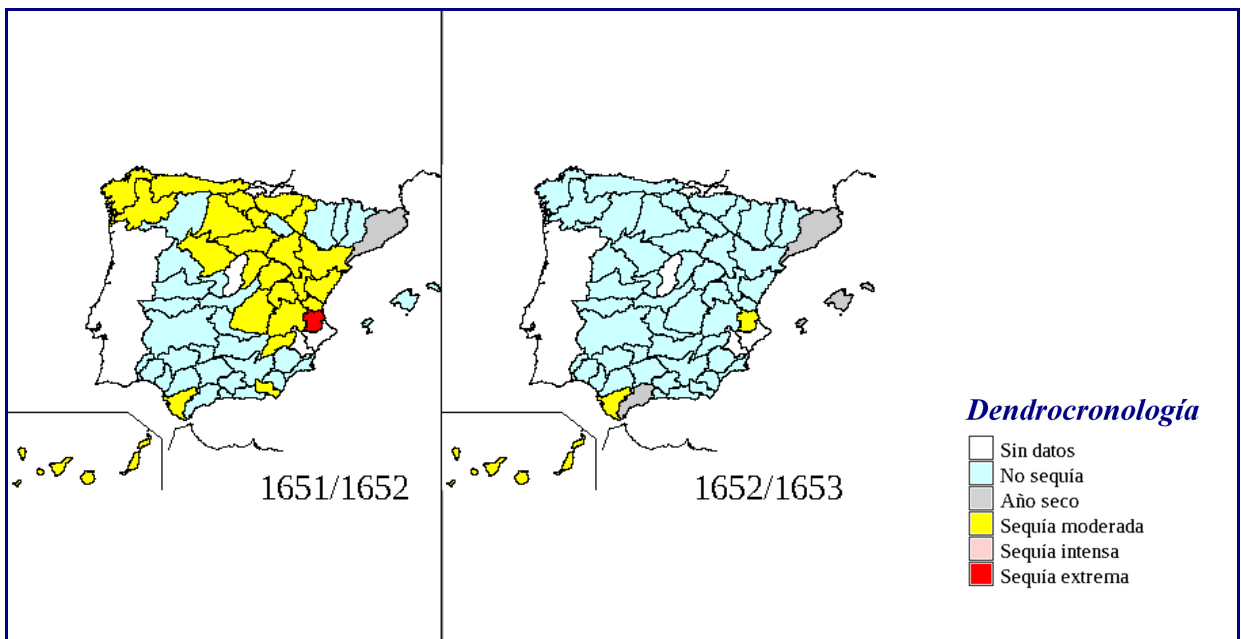 1651/1652
1652/1653
Dendrocronología
Sin datos
No sequía
Año seco
Sequía moderada
Sequía intensa
Sequía extrema